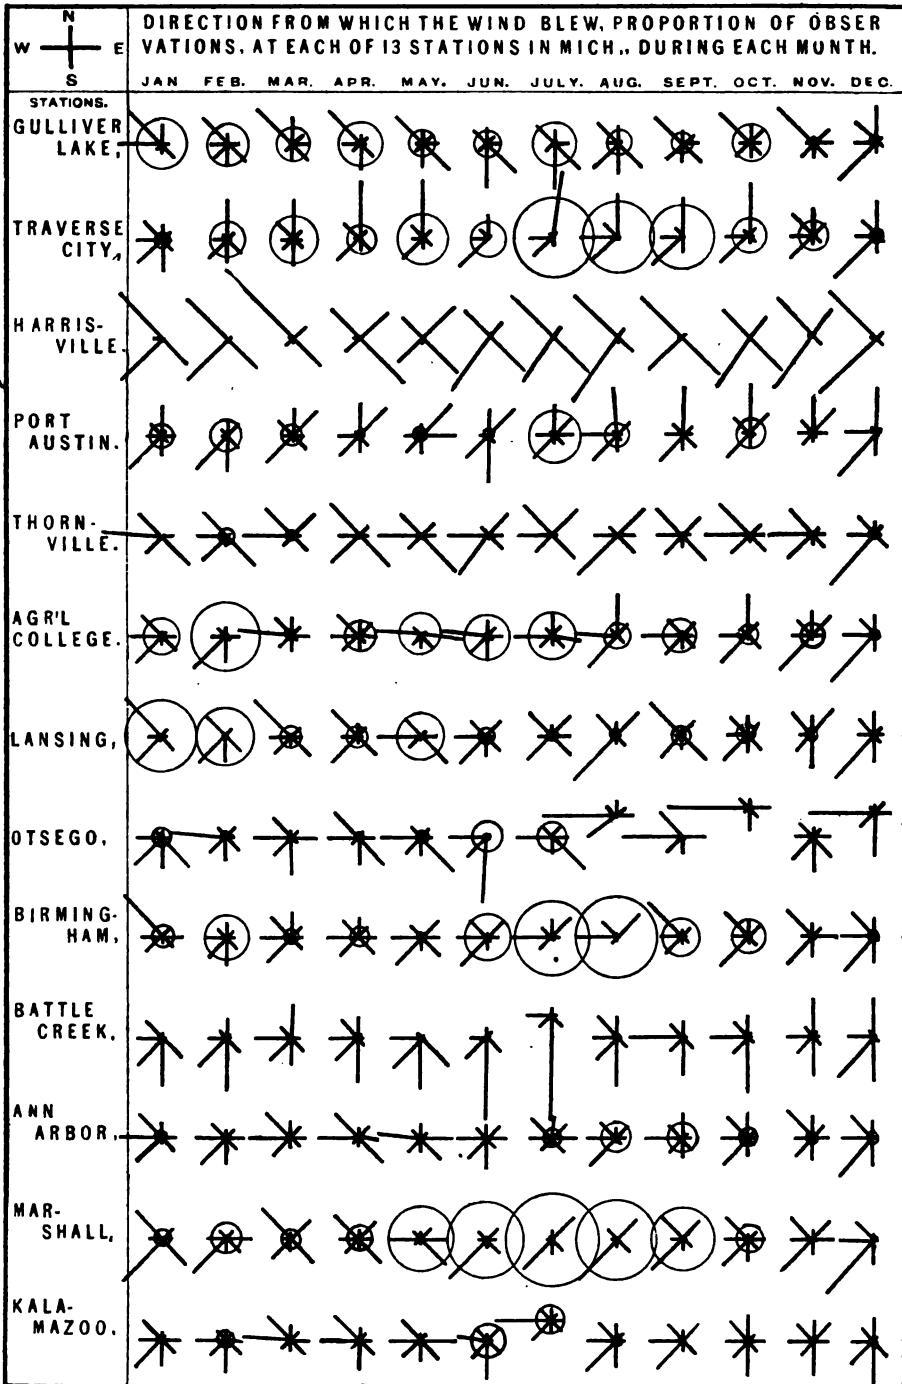 N
W E
S
DIRECTION FROM WHICH THE WIND BLEW, PROPORTION OF OBSER
VATIONS, AT EACH OF 13 STATIONS IN MICH., DURING EACH MONTH.
JAN FEB. MAR. APR. MAY. JUN. JULY. AUG. SEPT. OCT. NOV. DEC.
STATIONS.
GULLIVER
LAKE,
TRAVERSE
CITY,
HARRIS-
VILLE.
PORT
AUSTIN.
THORN-
VILLE.
AGR'L
COLLEGE.
LANSING,
OTSEGO,
BIRMING-
HAM,
BATTLE
CREEK,
ANN
ARBOR,
MAR-
SHALL,
KALA-
MAZOO.